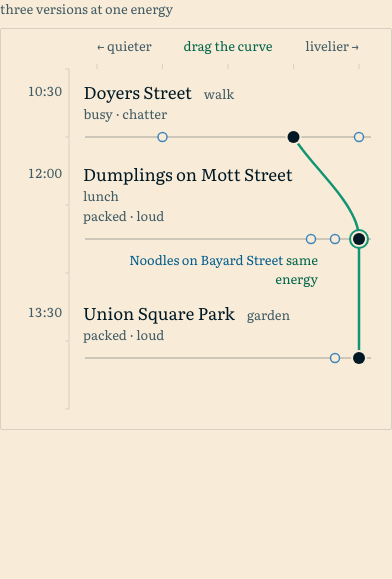 three versions at one energy
← quieter drag the curve livelier →
10:30 Doyers Street walk
busy · chatter
12:00 Dumplings on Mott Street
lunch
packed · loud
Noodles on Bayard Street same
energy
13:30 Union Square Park garden
packed · loud